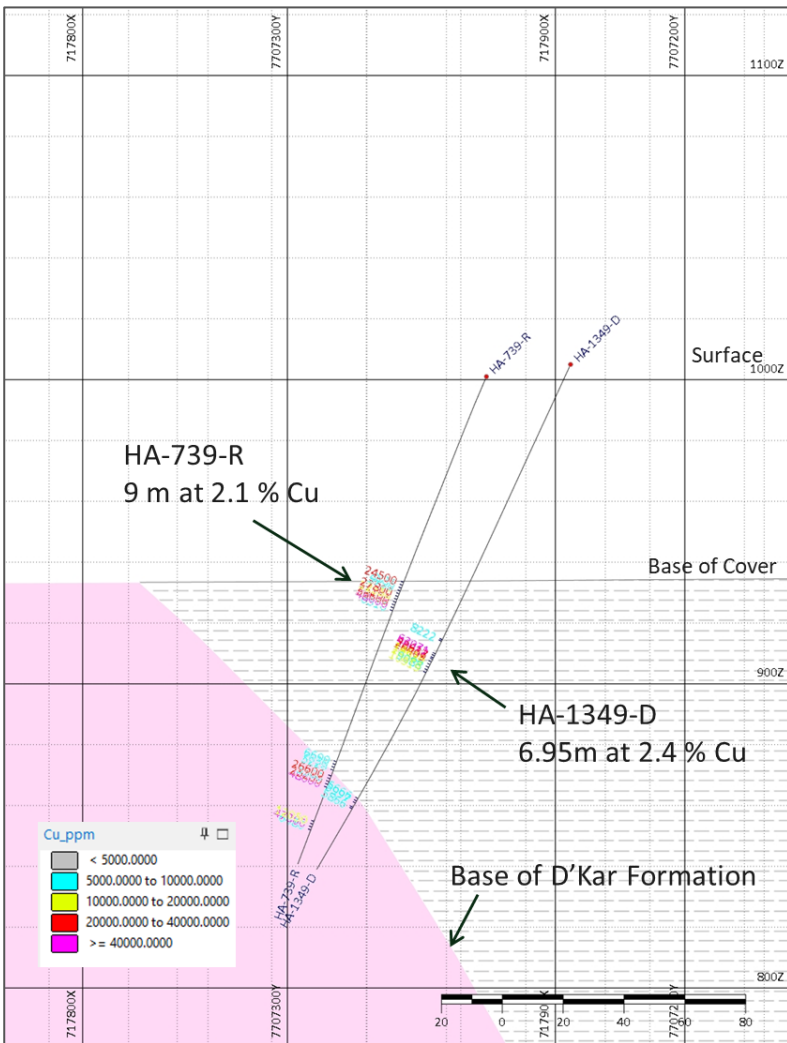 717800X
7707300Y
717900X
7707200Y
1100Z
HA-739-R
HA-1349-D
Surface
1000Z
HA-739-R
9 m at 2.1 % Cu
Base of Cover
24500
27300
8222
900Z
HA-1349-D
6.95m at 2.4 % Cu
26600
Cu_ppm
< 5000.0000
5000.0000 to 10000.0000
10000.0000 to 20000.0000
20000.0000 to 40000.0000
>= 40000.0000
HA-739-R
HA-1349-D
Base of D'Kar Formation
800Z
717800X
7707300Y
20
0
20
40
60
80